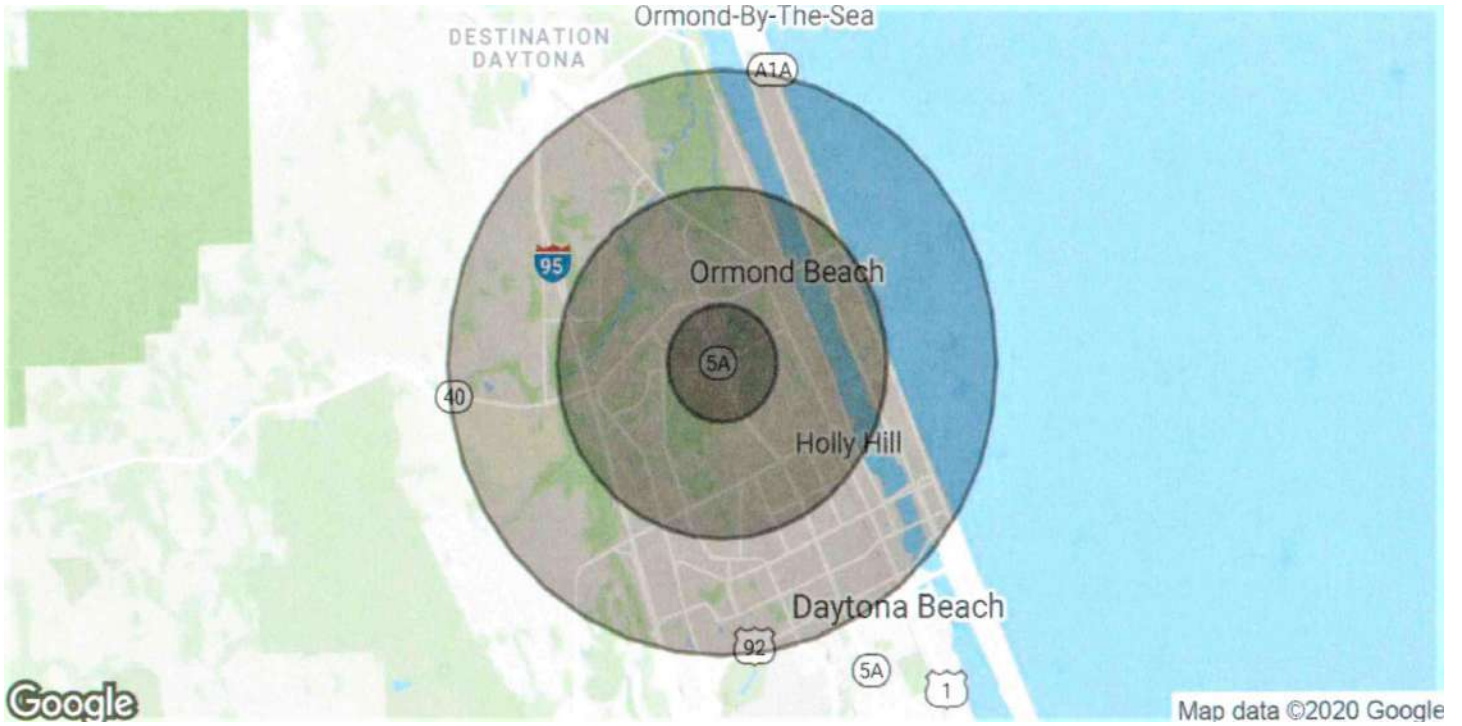 Ormond-By-The-Sea
DESTINATION
DAYTONA
A1A
95
Ormond Beach
5A
40
Holly Hill
Daytona Beach
92
5A
1
Google
Map data ©2020 Google